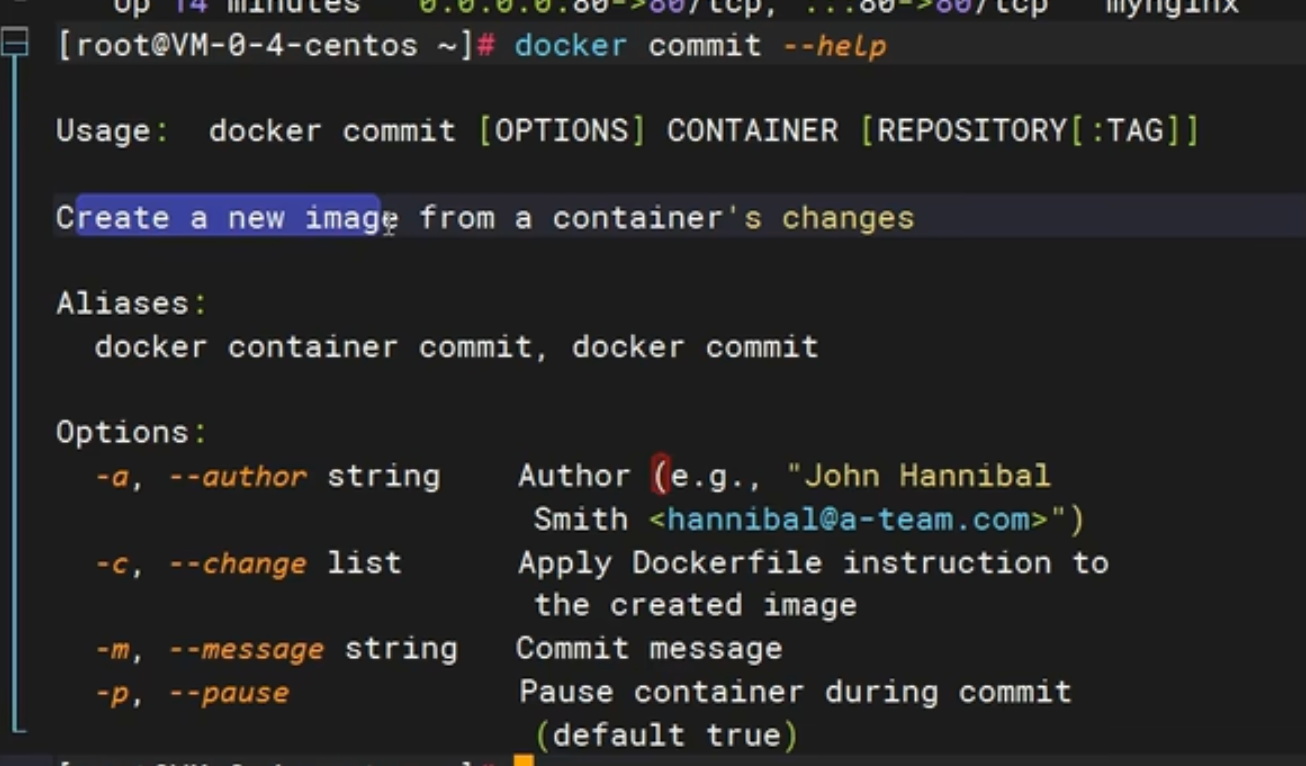 Up 14 minutes   0.0.0.0:80->80/tcp, :::80->80/tcp   mynginx
[root@VM-0-4-centos ~]# docker commit --help
Usage:  docker commit [OPTIONS] CONTAINER [REPOSITORY[:TAG]]
Create a new image from a container's changes
Aliases:
docker container commit, docker commit
Options:
-a, --author string    Author (e.g., "John Hannibal
Smith <hannibal@a-team.com>")
-c, --change list      Apply Dockerfile instruction to
the created image
-m, --message string   Commit message
-p, --pause            Pause container during commit
(default true)